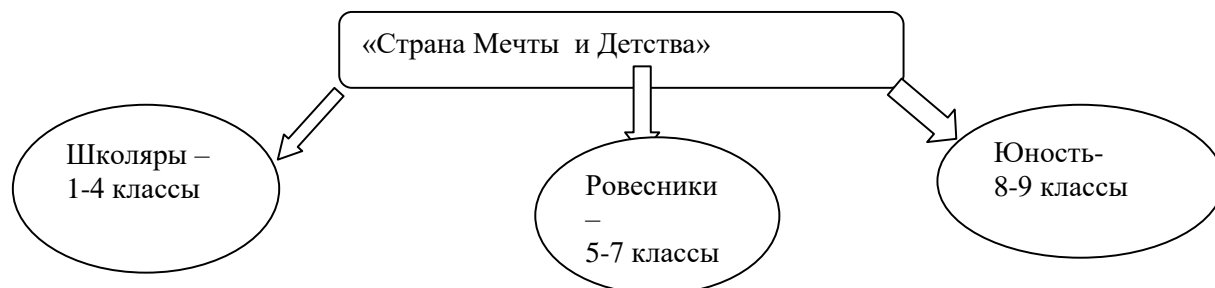 «Страна Мечты  и Детства»
Школяры –
1-4 классы
Ровесники
–
5-7 классы
Юность-
8-9 классы